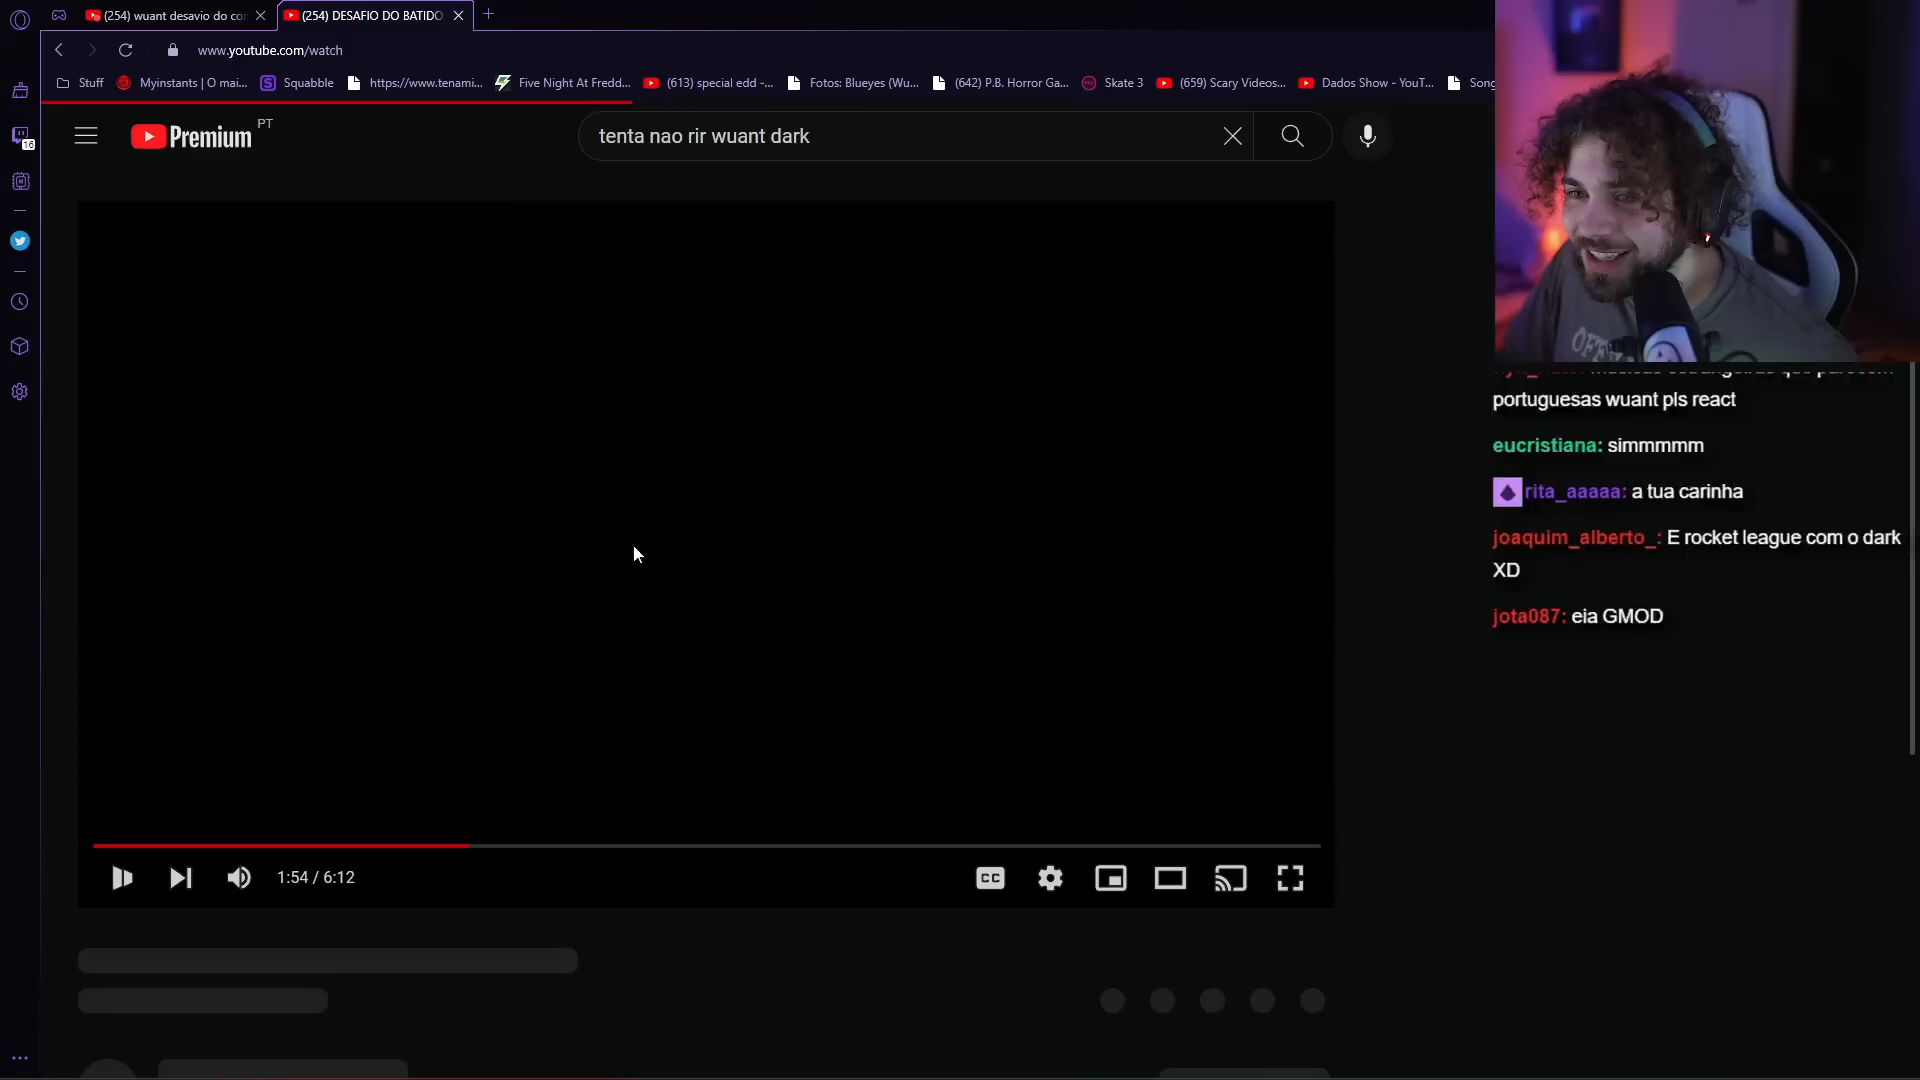 (254) wuant desavio do cor
(254) DESAFIO DO BATIDO
www.youtube.com/watch
Stuff
Myinstants | O mai...
Squabble
https://www.tenami...
Five Night At Fredd...
(613) special edd -...
Fotos: Blueyes (Wu...
(642) P.B. Horror Ga...
Skate 3
(659) Scary Videos...
Dados Show - YouT...
Song
16
Premium PT
tenta nao rir wuant dark
portuguesas wuant pls react
eucristiana: simmmmm
rita_aaaaa: a tua carinha
joaquim_alberto_: E rocket league com o dark
XD
jota087: eia GMOD
1:54 / 6:12
CC